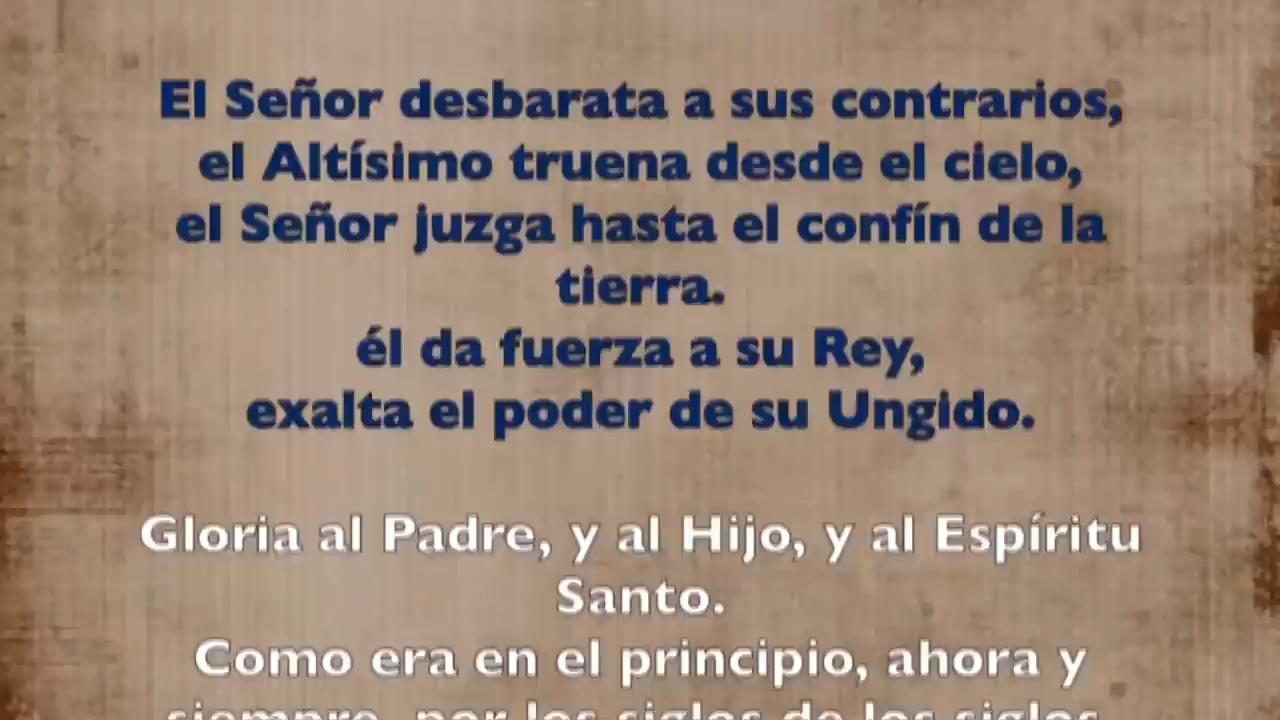 El Señor desbarata a sus contrarios,
el Altísimo truena desde el cielo,
el Señor juzga hasta el confín de la
tierra.
él da fuerza a su Rey,
exalta el poder de su Ungido.
Gloria al Padre, y al Hijo, y al Espíritu
Santo.
Como era en el principio, ahora y
siempre, por los siglos de los siglos.